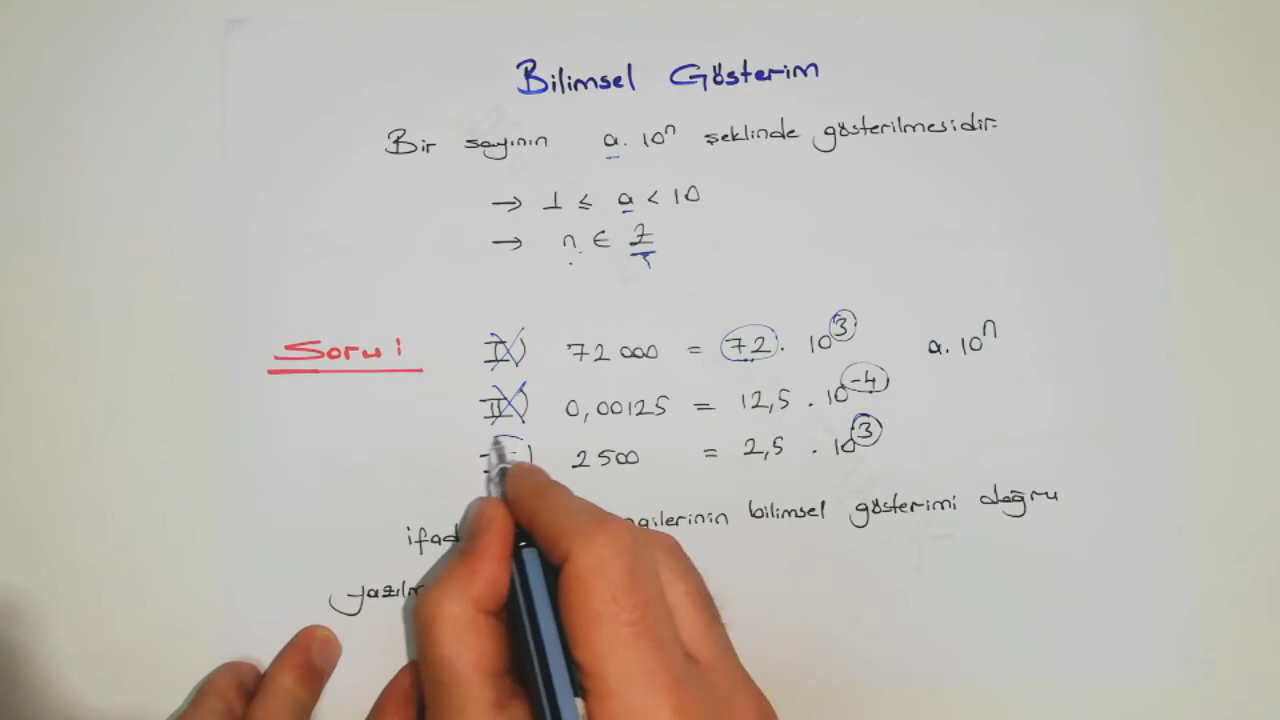 Bilimsel Gösterim
Bir sayının a. 10ⁿ şeklinde gösterilmesidir.
→ 1 ≤ a < 10
→ n ∈ Z
Soru: I) 72 000 = 72. 10³ a. 10ⁿ
II) 0,00125 = 12,5 . 10⁻⁴
2500 = 2,5 . 10³
bilimsel gösterimi doğru